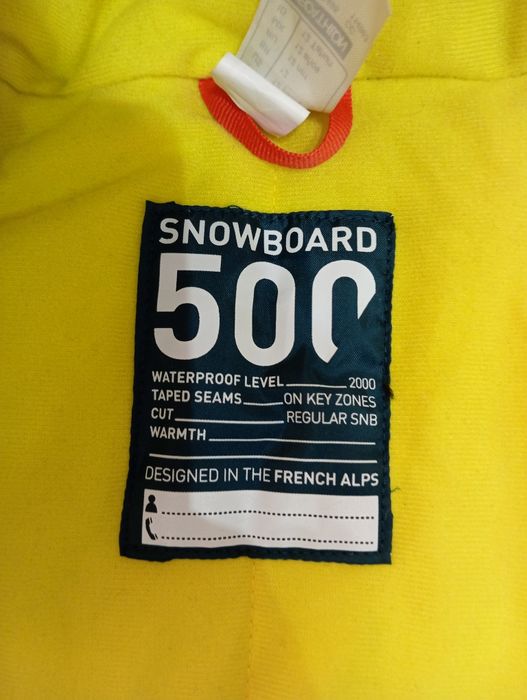 SNOWBOARD
500
WATERPROOF LEVEL 2000
TAPED SEAMS ON KEY ZONES
CUT REGULAR SNB
WARMTH
DESIGNED IN THE FRENCH ALPS